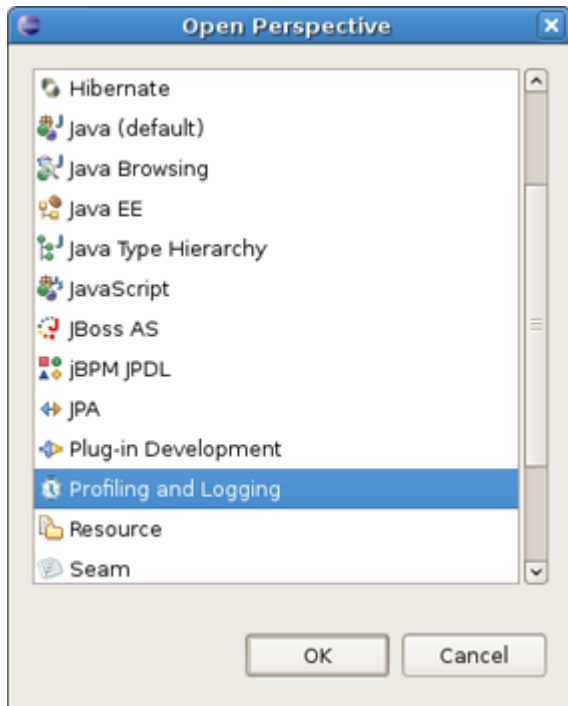 Open Perspective
Hibernate
Java (default)
Java Browsing
Java EE
Java Type Hierarchy
JavaScript
JBoss AS
jBPM JPDL
JPA
Plug-in Development
Profiling and Logging
Resource
Seam
OK
Cancel